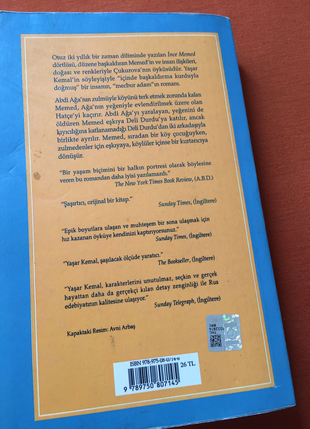 Otuz iki yıllık bir zaman diliminde yazılan İnce Memed
dörtlüsü, düzene başkaldıran Memed'in ve insan ilişkileri,
doğası ve renkleriyle Çukurova'nın öyküsüdür. Yaşar
Kemal'in söyleyişiyle "içinde başkaldırma kurduyla
doğmuş" bir insanın, "mecbur adam"ın romanı.
Abdi Ağa'nın zulmüyle köyünü terk etmek zorunda kalan
Memed, Ağa'nın yeğeniyle evlendirilmek üzere olan
Hatçe'yi kaçırır. Abdi Ağa'yı yaralayan, yeğenini de
öldüren Memed eşkıya Deli Durdu'ya katılır, ancak
kıyıcılığına katlanamadığı Deli Durdu'dan iki arkadaşıyla
birlikte ayrılır. Memed, sıradan bir köy çocuğuyken,
zulmedenler için eşkıyaya, köylüler içinse bir kurtarıcıya
dönüşür.
"Bir yaşam biçimini bir halkın portresi olarak böylesine
veren bu romandan daha iyisi yazılamazdı."
The New York Times Book Review, (A.B.D.)
"Şaşırtıcı, orijinal bir kitap."
Sunday Times, (İngiltere)
"Epik boyutlara ulaşan ve muhteşem bir sona ulaşmak için
hız kazanan öyküye kendinizi kaptırıyorsunuz."
Sunday Times, (İngiltere)
"Yaşar Kemal, şaşılacak ölçüde yaratıcı."
The Bookseller, (İngiltere)
"Yaşar Kemal, karakterlerini unutulmaz, seçkin ve gerçek
hayattan daha da gerçekçi kılan detay zenginliği ile Rus
edebiyatının kalitesine ulaşıyor."
Sunday Telegraph, (İngiltere)
Kapaktaki Resim: Avni Arbaş
ISBN 978-975-08-0714-5
26 TL
9 789750 807145